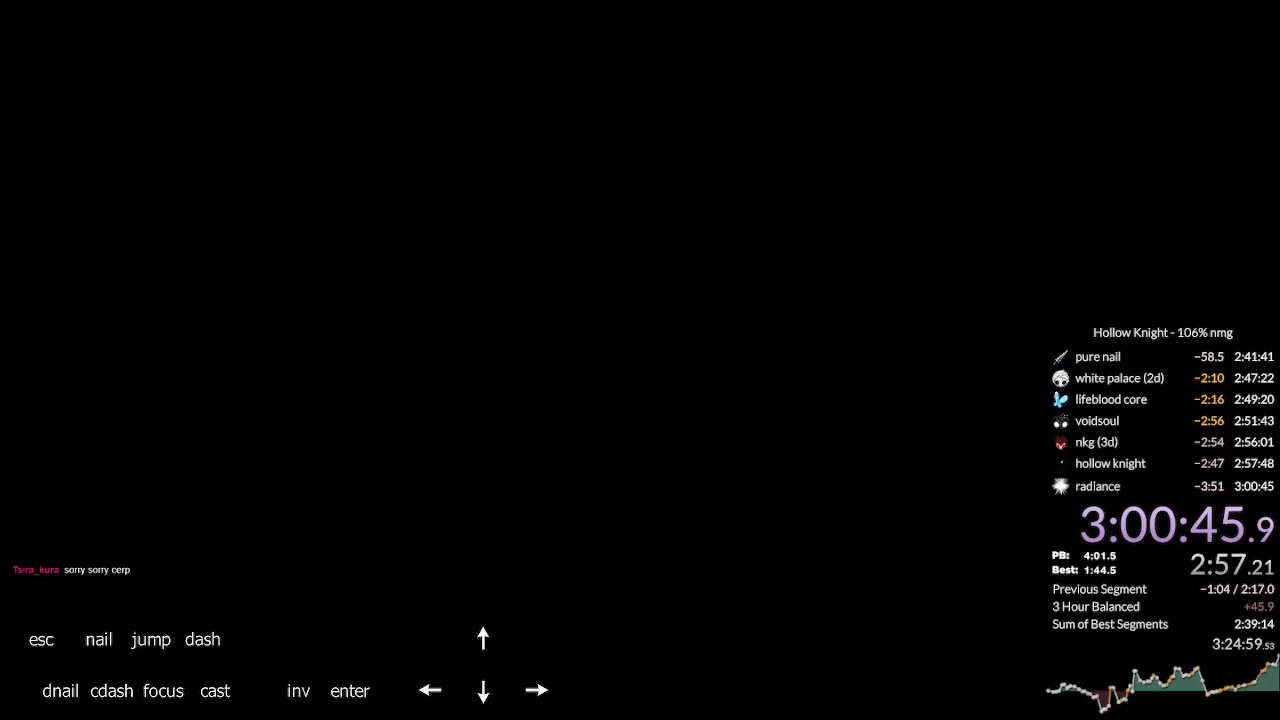 Hollow Knight - 106% nmg
pure nail −58.5 2:41:41
white palace (2d) −2:10 2:47:22
lifeblood core −2:16 2:49:20
voidsoul −2:56 2:51:43
nkg (3d) −2:54 2:56:01
hollow knight −2:47 2:57:48
radiance −3:51 3:00:45
3:00:45.9
PB: 4:01.5
Best: 1:44.5
2:57.21
Previous Segment −1:04 / 2:17.0
3 Hour Balanced +45.9
Sum of Best Segments 2:39:14
3:24:59.53
Tsira_kura sorry sorry cerp
esc nail jump dash ↑
dnail cdash focus cast inv enter ← ↓ →